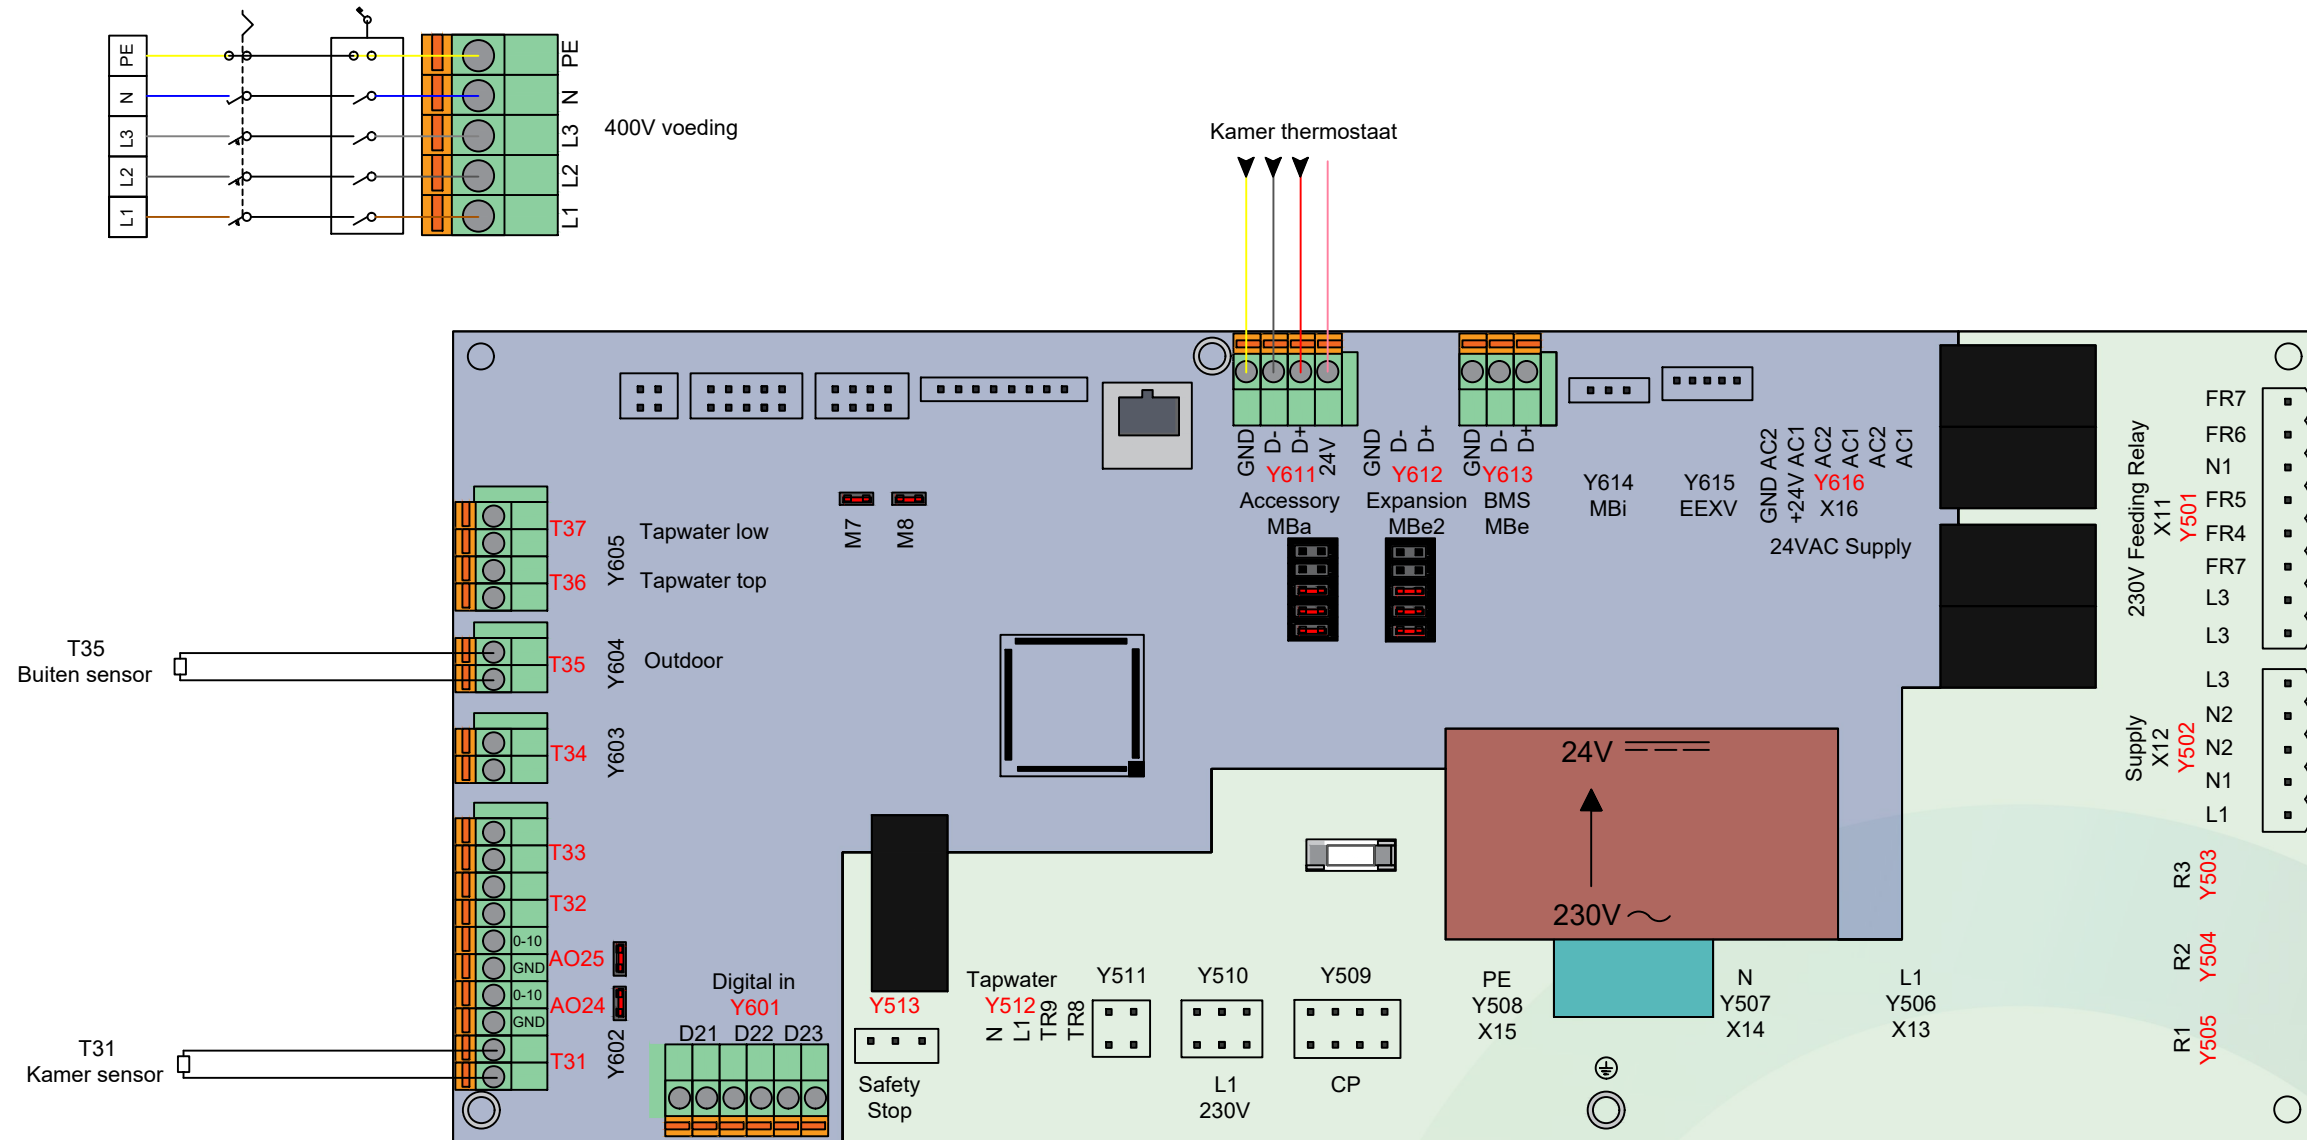 PE
N
L3
L2
L1
PE
N
L3
L2
L1
400V voeding
Kamer thermostaat
GND
D-
D+
24V
Y611
Accessory
MBa
GND
D-
D+
Y612
Expansion
MBe2
GND
D-
D+
Y613
BMS
MBe
Y614
MBi
Y615
EEXV
GND AC2
+24V AC1
AC2
AC1
AC2
AC1
Y616
X16
24VAC Supply
M7
M8
T37
T36
Y605
Tapwater low
Tapwater top
T35
Buiten sensor
T35
Y604
Outdoor
T34
Y603
T33
T32
0-10
GND
AO25
0-10
GND
AO24
T31
Y602
T31
Kamer sensor
Digital in
Y601
D21
D22
D23
Y513
Safety
Stop
Tapwater
Y512
N
L1
TR9
TR8
Y511
Y510
L1
230V
Y509
CP
24V
230V
PE
Y508
X15
N
Y507
X14
L1
Y506
X13
230V Feeding Relay
X11
Y501
FR7
FR6
N1
FR5
FR4
FR7
L3
L3
Supply
X12
Y502
L3
N2
N2
N1
L1
R3
Y503
R2
Y504
R1
Y505